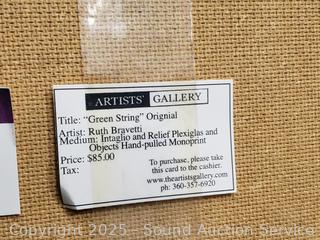 ARTISTS' GALLERY
Title: "Green String" Orignial
Artist: Ruth Bravetti
Medium: Intaglio and Relief Plexiglas and
Objects Hand-pulled Monoprint
Price: $85.00
Tax:
To purchase, please take
this card to the cashier.
www.theartistsgallery.com
ph: 360-357-6920
Copyright 2025 - Sound Auction Service